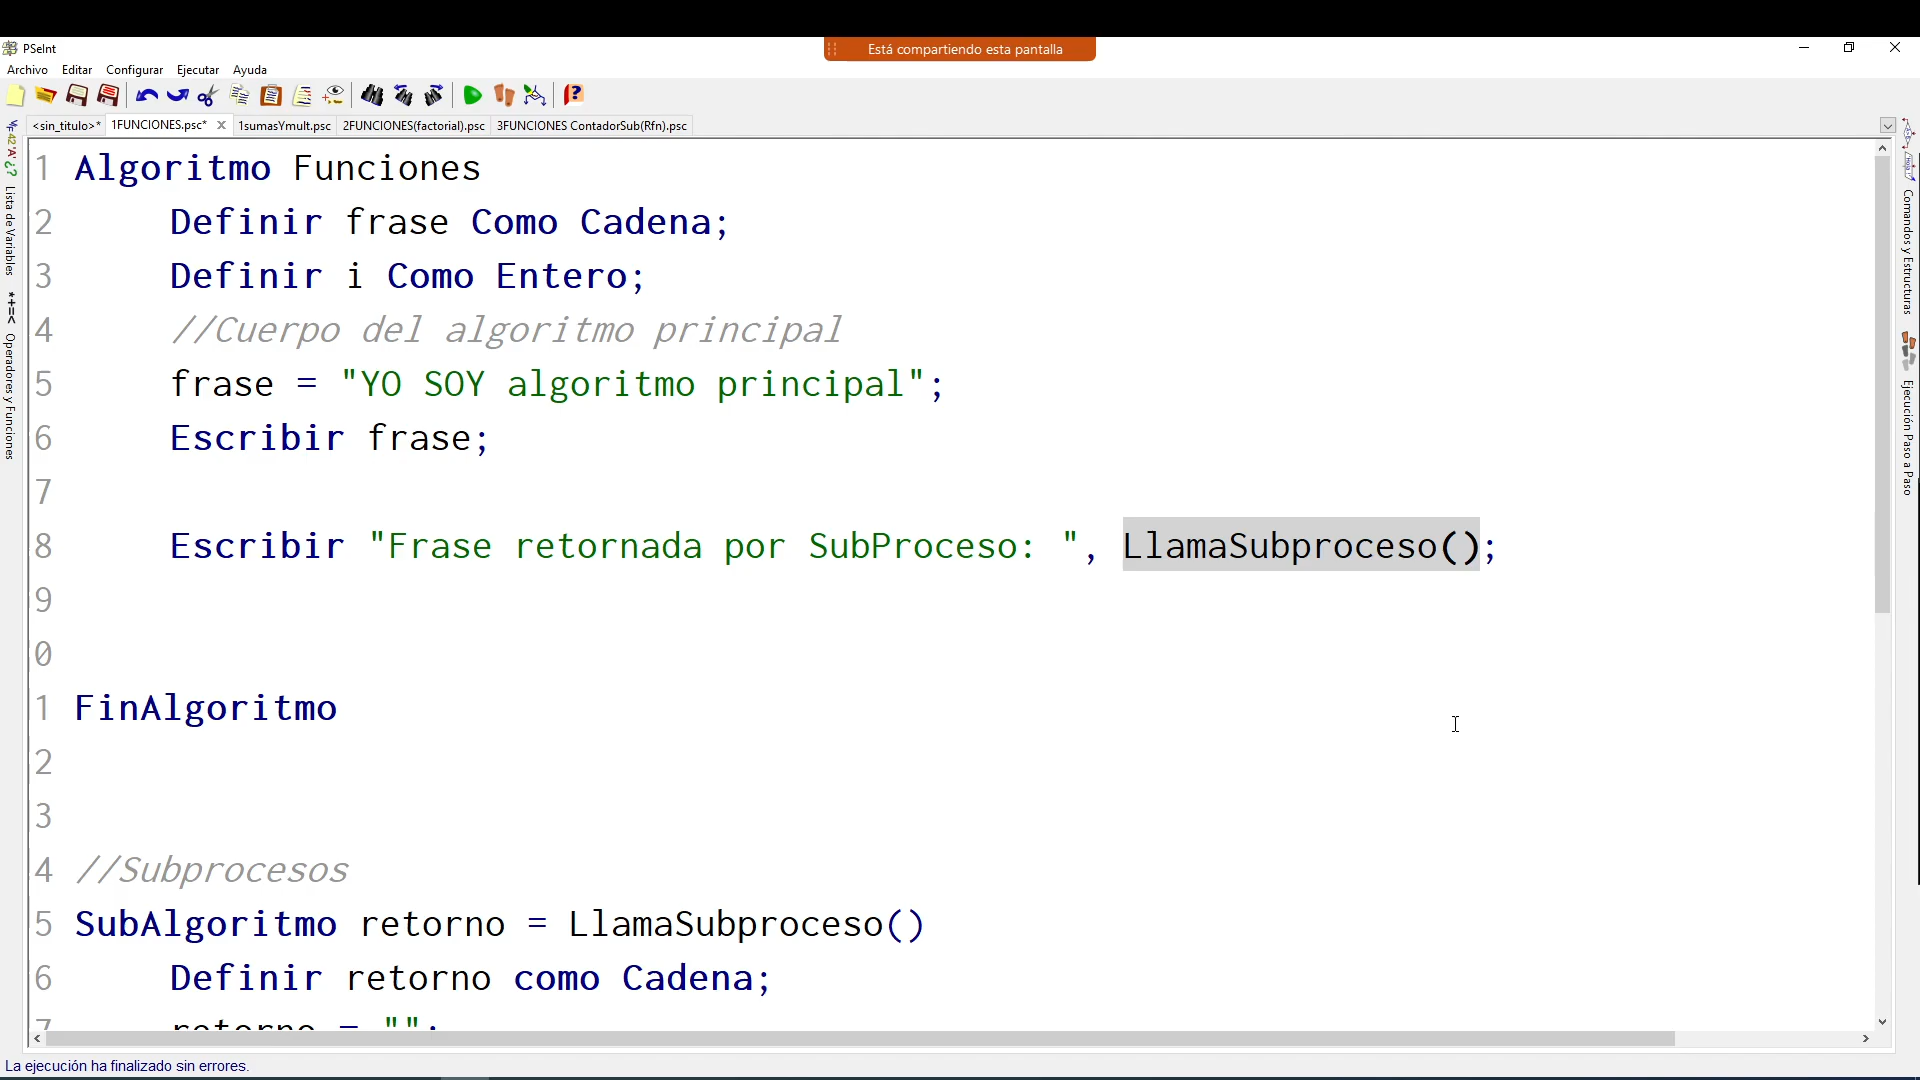 PSeInt
Está compartiendo esta pantalla
Archivo Editar Configurar Ejecutar Ayuda
<sin_titulo>* 1FUNCIONES.psc* 1sumasYmult.psc 2FUNCIONES(factorial).psc 3FUNCIONES ContadorSub(Rfn).psc
1 Algoritmo Funciones
2 Definir frase Como Cadena;
3 Definir i Como Entero;
4 //Cuerpo del algoritmo principal
5 frase = "YO SOY algoritmo principal";
6 Escribir frase;
7
8 Escribir "Frase retornada por SubProceso: ", LlamaSubproceso();
9
0
1 FinAlgoritmo
2
3
4 //Subprocesos
5 SubAlgoritmo retorno = LlamaSubproceso()
6 Definir retorno como Cadena;
7 retorno = "";
La ejecución ha finalizado sin errores.
42 'A' ¿? Lista de Variables
*+=< Operadores y Funciones
Comandos y Estructuras
Ejecución Paso a Paso